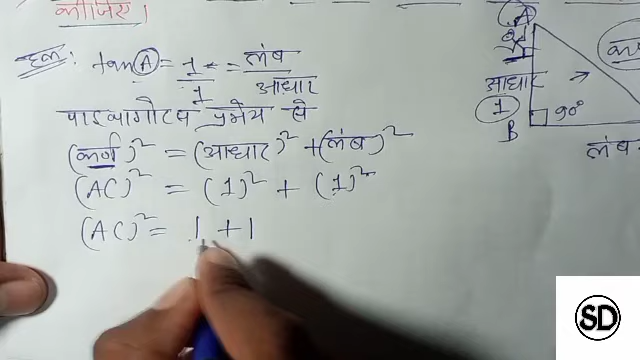 कीजिए।
हल: tan A = 1/1 = लंब/आधार
पाइथागोरस प्रमेय से
(कर्ण)² = (आधार)² + (लंब)²
(AC)² = (1)² + (1)²
(AC)² = 1 + 1
A
आधार
1
90°
B
लंब
SD